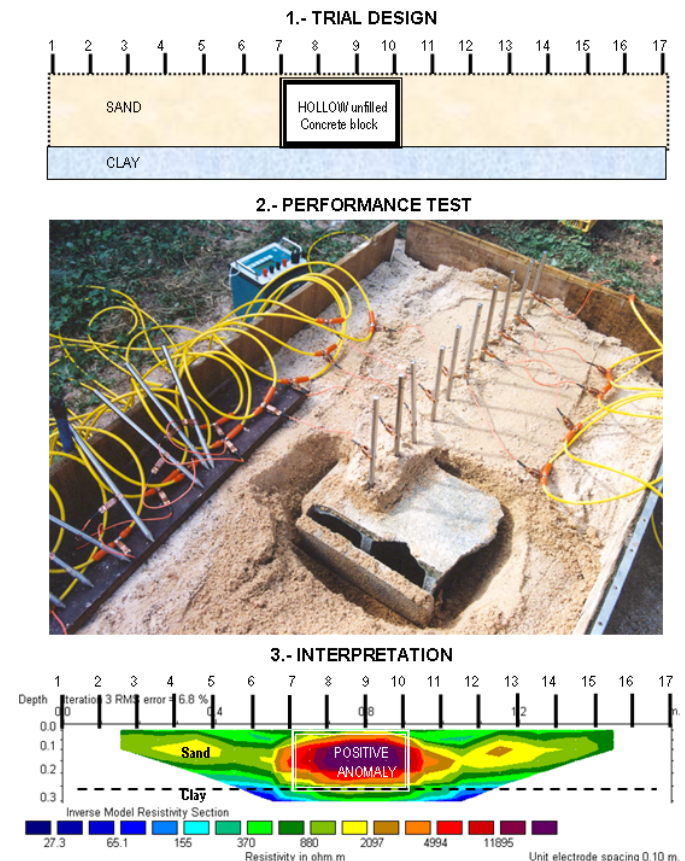 1.- TRIAL DESIGN
1 2 3 4 5 6 7 8 9 10 11 12 13 14 15 16 17
SAND
HOLLOW unfilled
Concrete block
CLAY
2.- PERFORMANCE TEST
3.- INTERPRETATION
1 2 3 4 5 6 7 8 9 10 11 12 13 14 15 16 17
Depth Iteration 3 RMS error = 6.8 %
0.0 0.4 0.8 1.2 m.
0.0
0.1
0.2
0.3
Sand
POSITIVE
ANOMALY
Clay
Inverse Model Resistivity Section
27.3 65.1 155 370 880 2097 4994 11895
Resistivity in ohm.m
Unit electrode spacing 0.10 m.